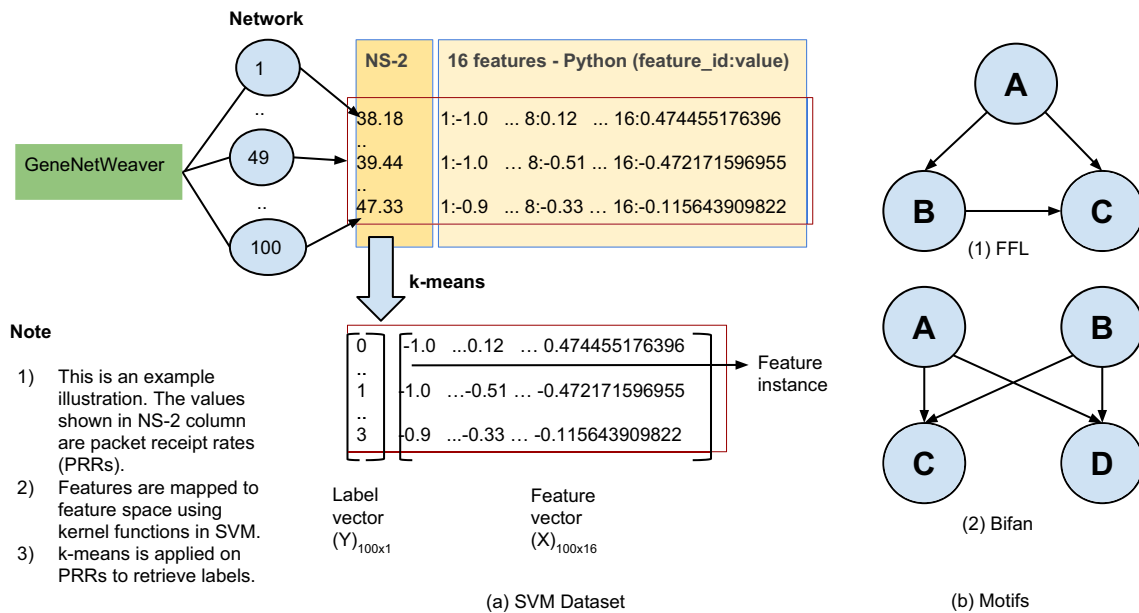 Network
NS-2
16 features - Python (feature_id:value)
1
..
49
..
100
GeneNetWeaver
38.18 1:-1.0 ... 8:0.12 ... 16:0.474455176396
..
39.44 1:-1.0 ... 8:-0.51 ... 16:-0.472171596955
..
47.33 1:-0.9 ... 8:-0.33 ... 16:-0.115643909822
k-means
0 -1.0 ...0.12 ... 0.474455176396
..
1 -1.0 ...-0.51 ... -0.472171596955
..
3 -0.9 ...-0.33 ... -0.115643909822
Feature
instance
Label
vector
(Y)100x1
Feature
vector
(X)100x16
Note
1) This is an example
illustration. The values
shown in NS-2 column
are packet receipt rates
(PRRs).
2) Features are mapped to
feature space using
kernel functions in SVM.
3) k-means is applied on
PRRs to retrieve labels.
(a) SVM Dataset
A
B
C
(1) FFL
A
B
C
D
(2) Bifan
(b) Motifs